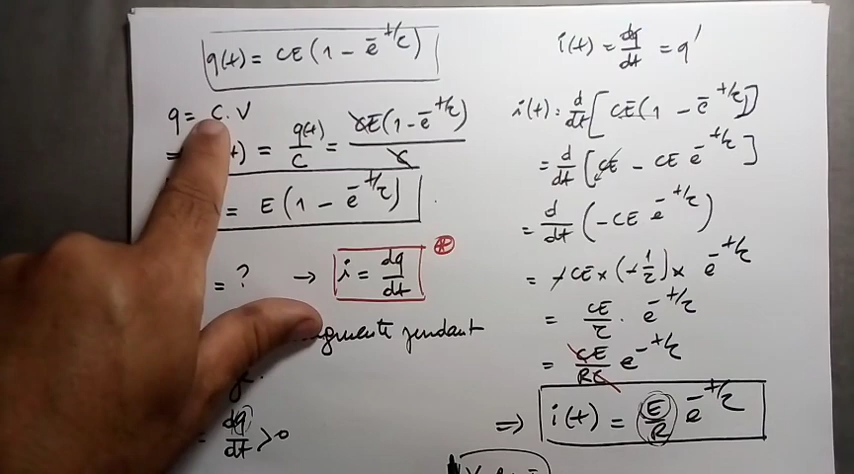 q(t) = CE(1 - e^-t/τ)
q = C.V
⇒ t) = q(t)/C = CE(1-e^-t/τ)/C
= E(1 - e^-t/τ).
= ? → i = dq/dt *
pendant
dq/dt > 0
i(t) = dq/dt = q'
i(t) = d/dt [CE(1 - e^-t/τ)]
= d/dt [CE - CE e^-t/τ]
= d/dt (-CE e^-t/τ)
= -CE × (-1/τ) × e^-t/τ
= CE/τ . e^-t/τ
= CE/RC e^-t/τ
⇒ i(t) = E/R e^-t/τ